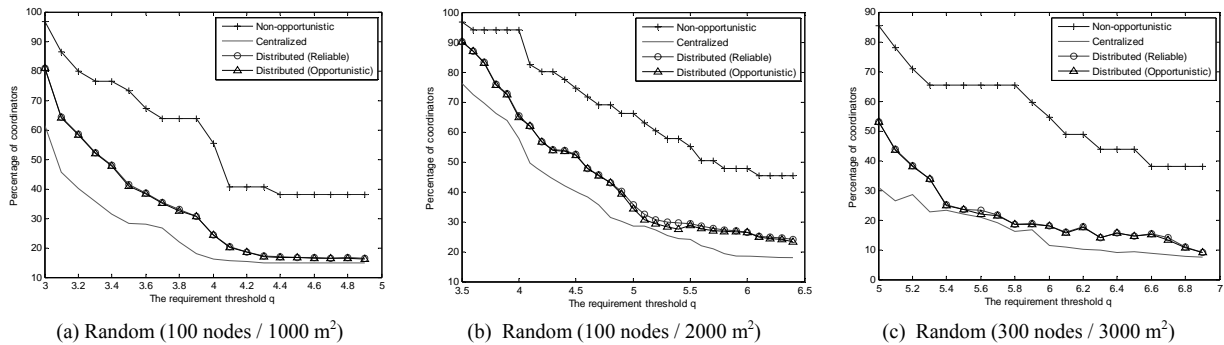 100
90
80
70
60
50
40
30
20
10
Percentage of coordinators
Non-opportunistic
Centralized
Distributed (Reliable)
Distributed (Opportunistic)
3 3.2 3.4 3.6 3.8 4 4.2 4.4 4.6 4.8 5
The requirement threshold q
(a) Random (100 nodes / 1000 m²)
100
90
80
70
60
50
40
30
20
10
Percentage of coordinators
Non-opportunistic
Centralized
Distributed (Reliable)
Distributed (Opportunistic)
3.5 4 4.5 5 5.5 6 6.5
The requirement threshold q
(b) Random (100 nodes / 2000 m²)
90
80
70
60
50
40
30
20
10
0
Percentage of coordinators
Non-opportunistic
Centralized
Distributed (Reliable)
Distributed (Opportunistic)
5 5.2 5.4 5.6 5.8 6 6.2 6.4 6.6 6.8 7
The requirement threshold q
(c) Random (300 nodes / 3000 m²)